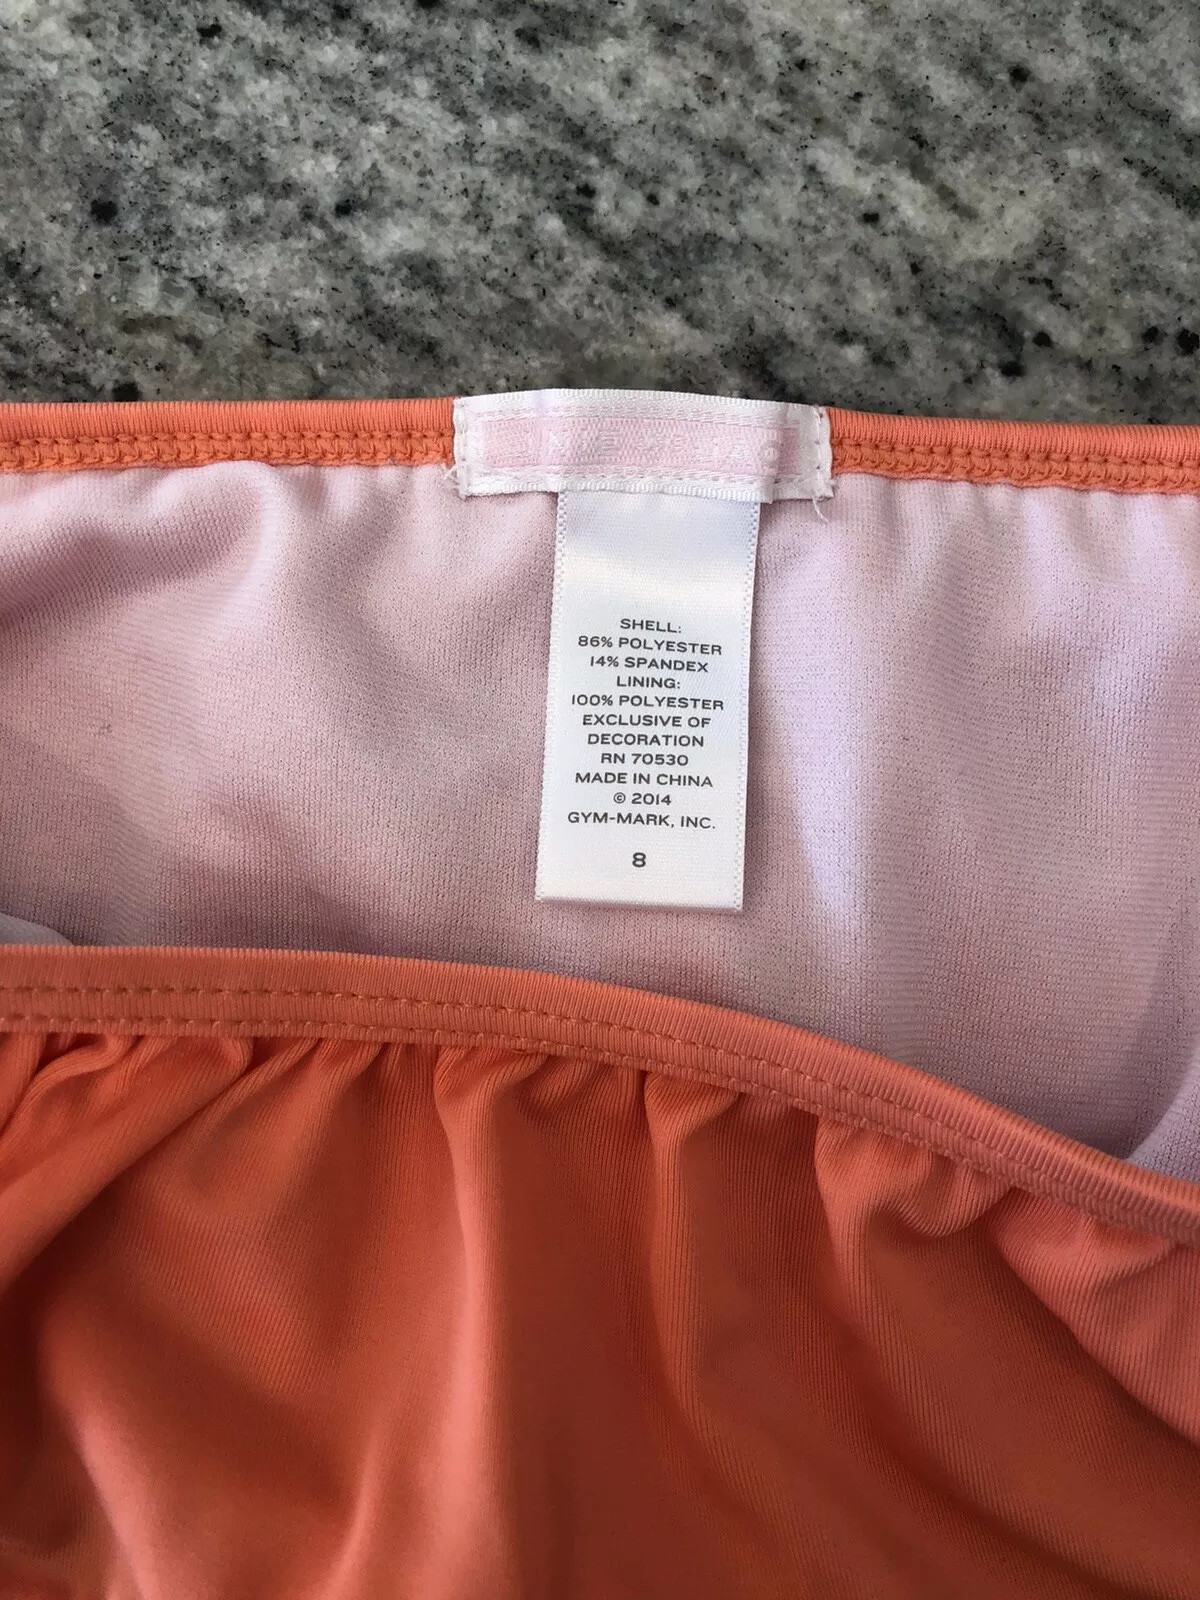 SHELL:
86% POLYESTER
14% SPANDEX
LINING:
100% POLYESTER
EXCLUSIVE OF
DECORATION
RN 70530
MADE IN CHINA
© 2014
GYM-MARK, INC.
8